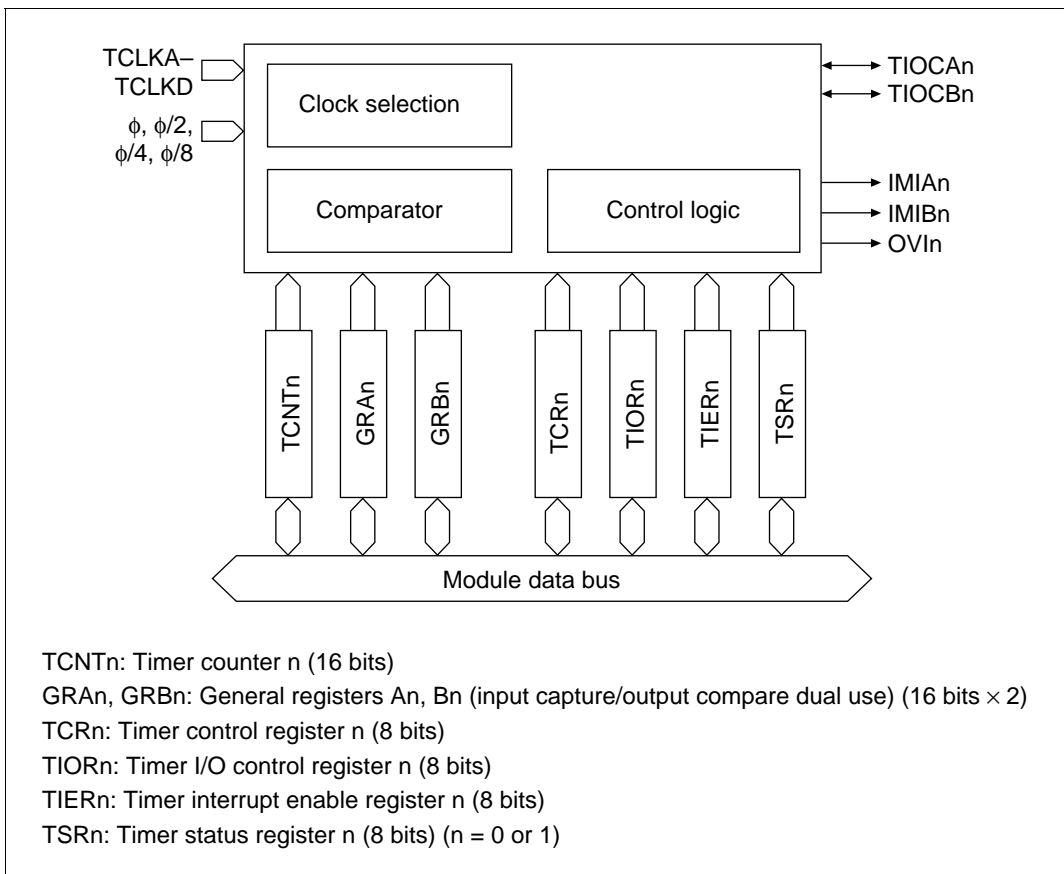 TCLKA–
TCLKD
ϕ, ϕ/2,
ϕ/4, ϕ/8
Clock selection
Comparator
Control logic
TIOCAn
TIOCBn
IMIAn
IMIBn
OVIn
TCNTn
GRAn
GRBn
TCRn
TIORn
TIERn
TSRn
Module data bus
TCNTn: Timer counter n (16 bits)
GRAn, GRBn: General registers An, Bn (input capture/output compare dual use) (16 bits × 2)
TCRn: Timer control register n (8 bits)
TIORn: Timer I/O control register n (8 bits)
TIERn: Timer interrupt enable register n (8 bits)
TSRn: Timer status register n (8 bits) (n = 0 or 1)